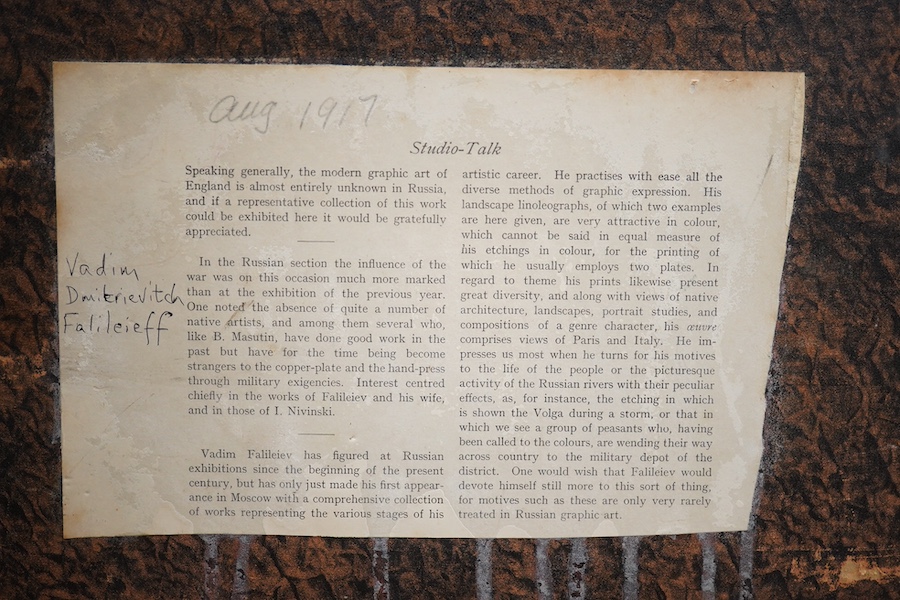 Aug 1917
Studio-Talk
Speaking generally, the modern graphic art of
England is almost entirely unknown in Russia,
and if a representative collection of this work
could be exhibited here it would be gratefully
appreciated.
In the Russian section the influence of the
war was on this occasion much more marked
than at the exhibition of the previous year.
One noted the absence of quite a number of
native artists, and among them several who,
like B. Masutin, have done good work in the
past but have for the time being become
strangers to the copper-plate and the hand-press
through military exigencies. Interest centred
chiefly in the works of Falileiev and his wife,
and in those of I. Nivinski.
Vadim Falileiev has figured at Russian
exhibitions since the beginning of the present
century, but has only just made his first appear-
ance in Moscow with a comprehensive collection
of works representing the various stages of his
artistic career. He practises with ease all the
diverse methods of graphic expression. His
landscape linoleographs, of which two examples
are here given, are very attractive in colour,
which cannot be said in equal measure of
his etchings in colour, for the printing of
which he usually employs two plates. In
regard to theme his prints likewise present
great diversity, and along with views of native
architecture, landscapes, portrait studies, and
compositions of a genre character, his œuvre
comprises views of Paris and Italy. He im-
presses us most when he turns for his motives
to the life of the people or the picturesque
activity of the Russian rivers with their peculiar
effects, as, for instance, the etching in which
is shown the Volga during a storm, or that in
which we see a group of peasants who, having
been called to the colours, are wending their way
across country to the military depot of the
district. One would wish that Falileiev would
devote himself still more to this sort of thing,
for motives such as these are only very rarely
treated in Russian graphic art.
Vadim
Dmitrievitch
Falileieff